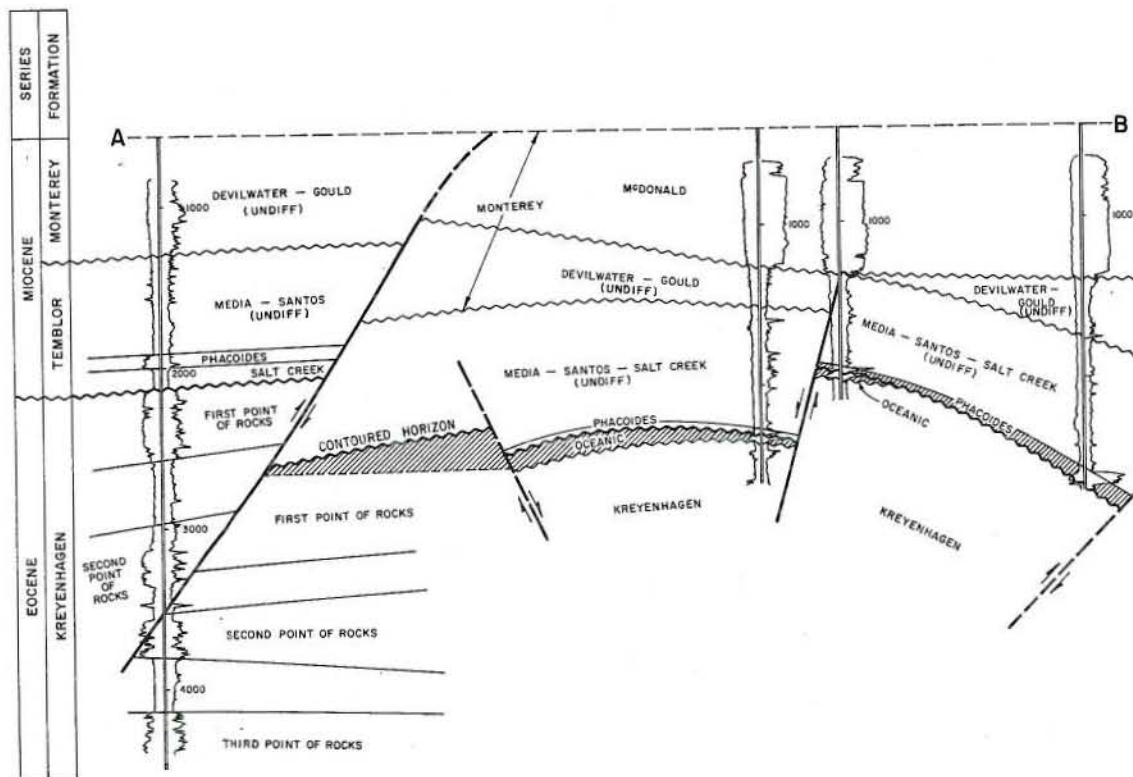 SERIES
FORMATION
MIOCENE
MONTEREY
TEMBLOR
EOCENE
KREYENHAGEN
A
B
1000
DEVILWATER — GOULD
(UNDIFF)
MEDIA — SANTOS
(UNDIFF)
PHACOIDES
2000
SALT CREEK
FIRST POINT
OF ROCKS
3000
SECOND
POINT
OF
ROCKS
4000
MONTEREY
McDONALD
1000
DEVILWATER — GOULD
(UNDIFF)
MEDIA — SANTOS — SALT CREEK
(UNDIFF)
CONTOURED HORIZON
PHACOIDES
OCEANIC
FIRST POINT OF ROCKS
KREYENHAGEN
SECOND POINT OF ROCKS
THIRD POINT OF ROCKS
1000
1000
DEVILWATER—
GOULD
(UNDIFF)
MEDIA — SANTOS — SALT CREEK
(UNDIFF)
PHACOIDES
OCEANIC
KREYENHAGEN